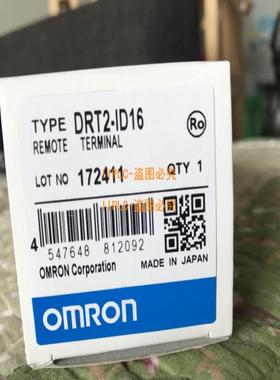 TYPE DRT2-ID16
REMOTE TERMINAL
Ro
LOT NO 172411 QTY 1
4 547648 812092
OMRON Corporation MADE IN JAPAN
OMRON